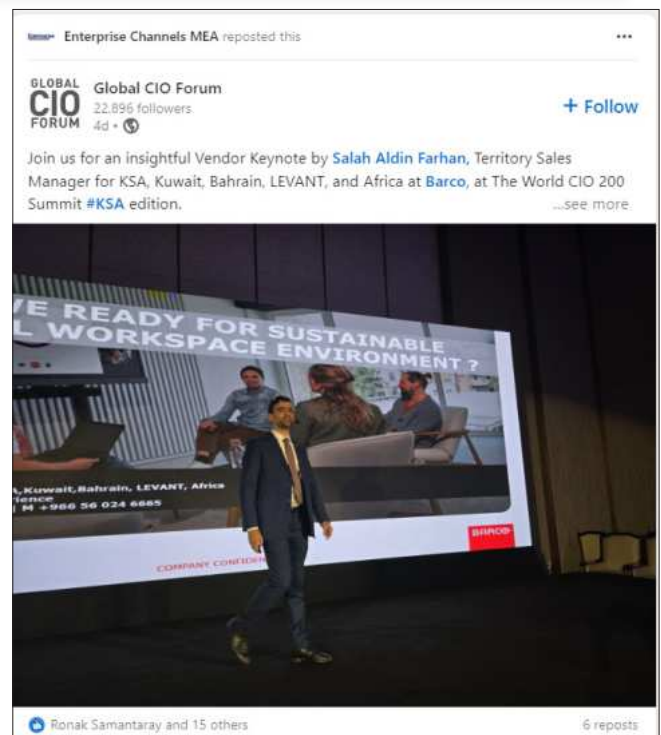 Enterprise Channels MEA reposted this
GLOBAL
CIO
FORUM
Global CIO Forum
22,896 followers
4d •
+ Follow
Join us for an insightful Vendor Keynote by Salah Aldin Farhan, Territory Sales
Manager for KSA, Kuwait, Bahrain, LEVANT, and Africa at Barco, at The World CIO 200
Summit #KSA edition.
...see more
/E READY FOR SUSTAINABLE
L WORKSPACE ENVIRONMENT ?
A,Kuwait,Bahrain, LEVANT, Africa
ience
M +966 56 024 6665
BARCO
COMPANY CONFIDEN
Ronak Samantaray and 15 others
6 reposts